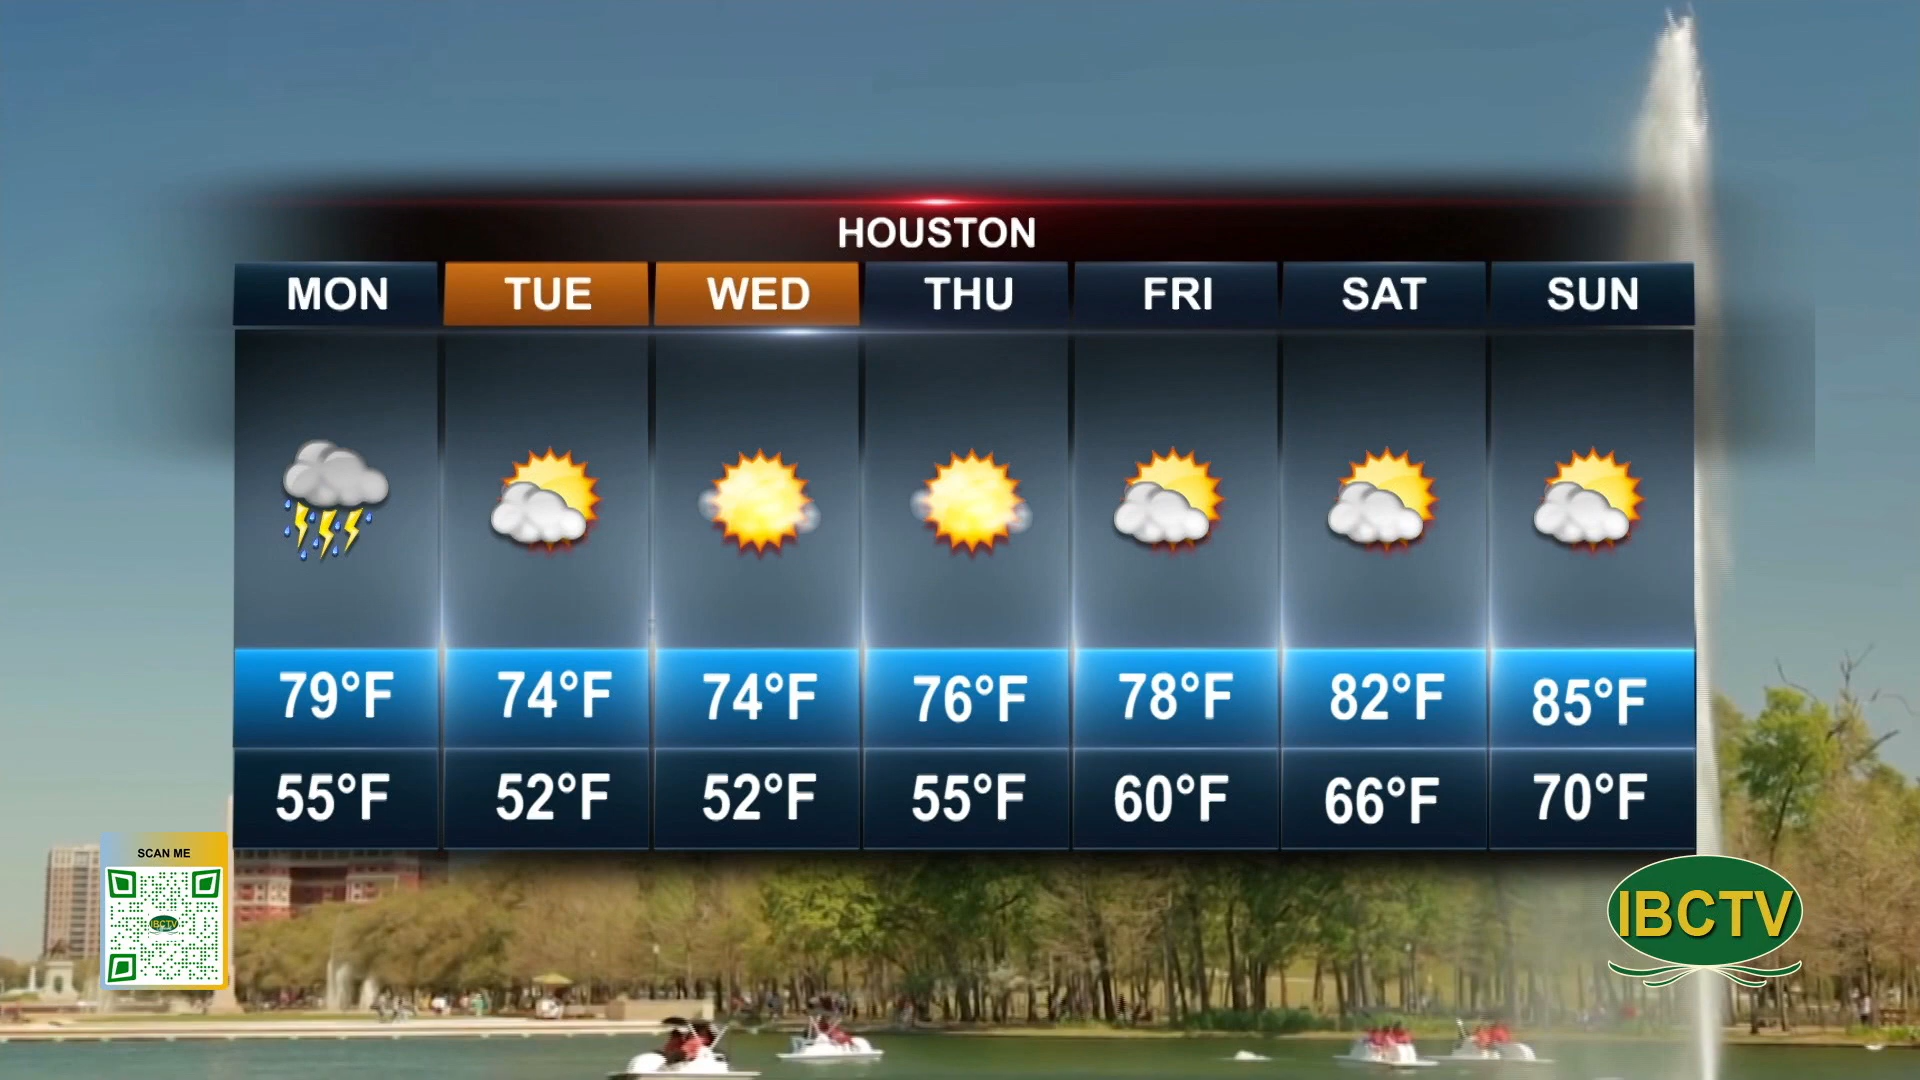 HOUSTON
MON TUE WED THU FRI SAT SUN
79°F 74°F 74°F 76°F 78°F 82°F 85°F
55°F 52°F 52°F 55°F 60°F 66°F 70°F
SCAN ME
IBCTV
IBCTV